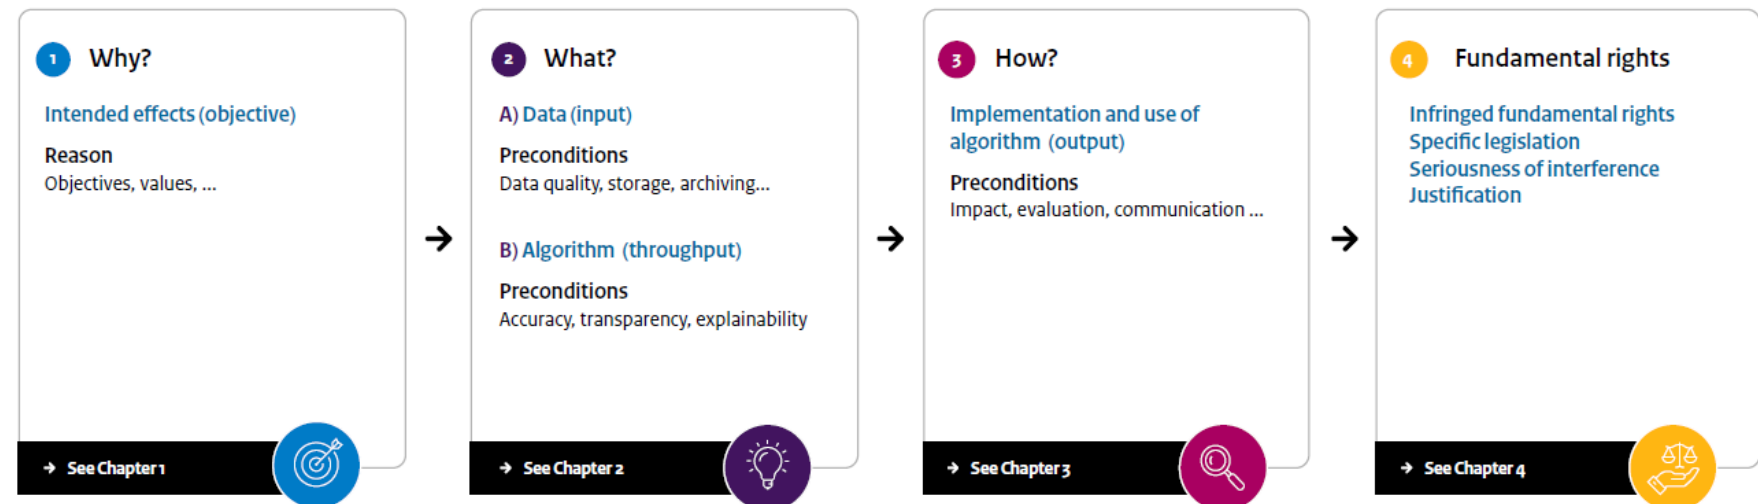 1 Why?
Intended effects (objective)
Reason
Objectives, values, ...
→ See Chapter 1
2 What?
A) Data (input)
Preconditions
Data quality, storage, archiving...
B) Algorithm (throughput)
Preconditions
Accuracy, transparency, explainability
→ See Chapter 2
3 How?
Implementation and use of
algorithm (output)
Preconditions
Impact, evaluation, communication ...
→ See Chapter 3
4 Fundamental rights
Infringed fundamental rights
Specific legislation
Seriousness of interference
Justification
→ See Chapter 4